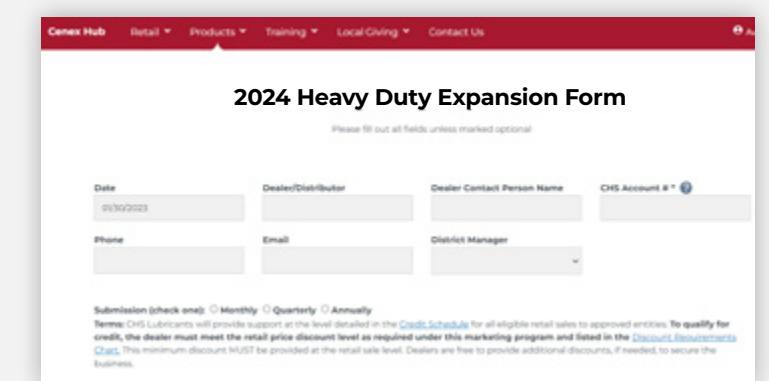 Cenex Hub Retail Products Training Local Giving Contact Us
2024 Heavy Duty Expansion Form
Please fill out all fields unless marked optional
Date Dealer/Distributor Dealer Contact Person Name CHS Account # *
01/30/2023
Phone Email District Manager
Submission (check one): Monthly Quarterly Annually
Terms: CHS Lubricants will provide support at the level detailed in the Credit Schedule for all eligible retail sales to approved entities. To qualify for
credit, the dealer must meet the retail price discount level as required under this marketing program and listed in the Discount Requirements
Chart. This minimum discount MUST be provided at the retail sale level. Dealers are free to provide additional discounts, if needed, to secure the
business.